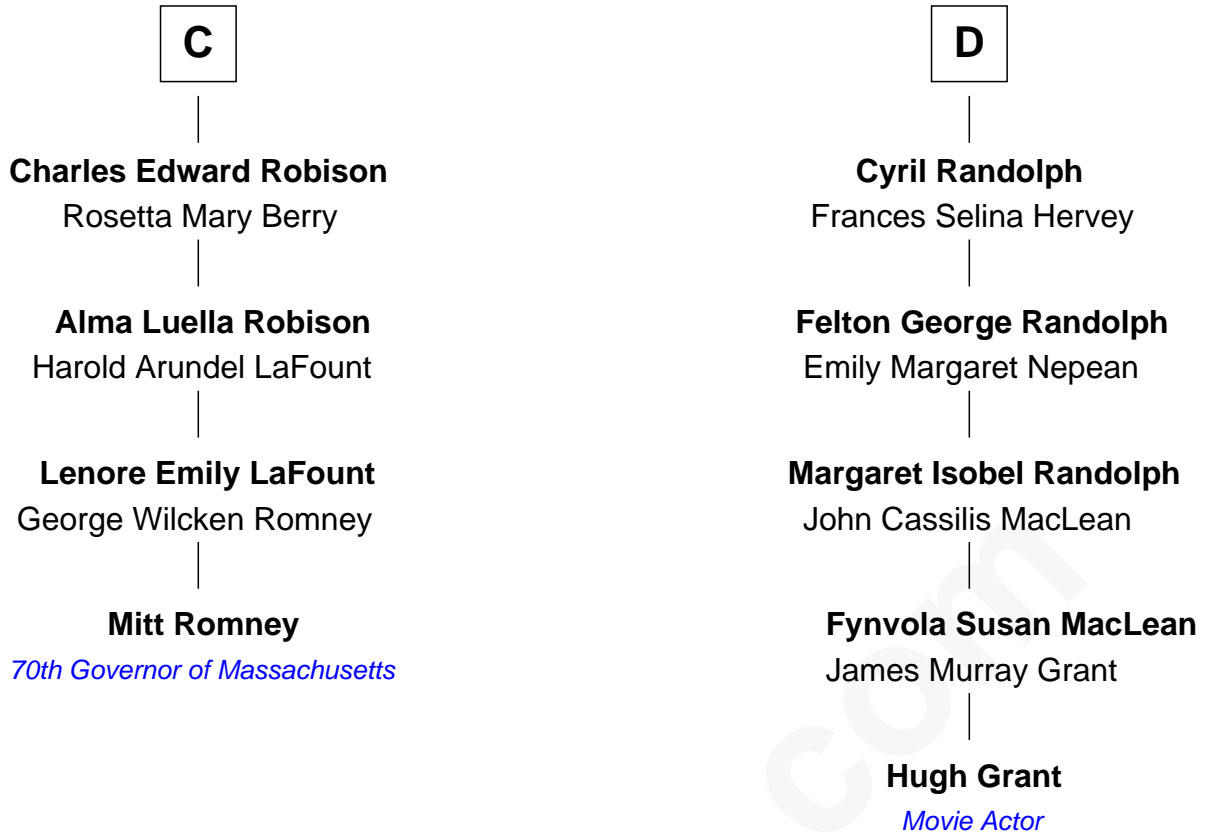 C
Charles Edward Robison
Rosetta Mary Berry
Alma Luella Robison
Harold Arundel LaFount
Lenore Emily LaFount
George Wilcken Romney
Mitt Romney
70th Governor of Massachusetts
D
Cyril Randolph
Frances Selina Hervey
Felton George Randolph
Emily Margaret Nepean
Margaret Isobel Randolph
John Cassilis MacLean
Fynvola Susan MacLean
James Murray Grant
Hugh Grant
Movie Actor
com